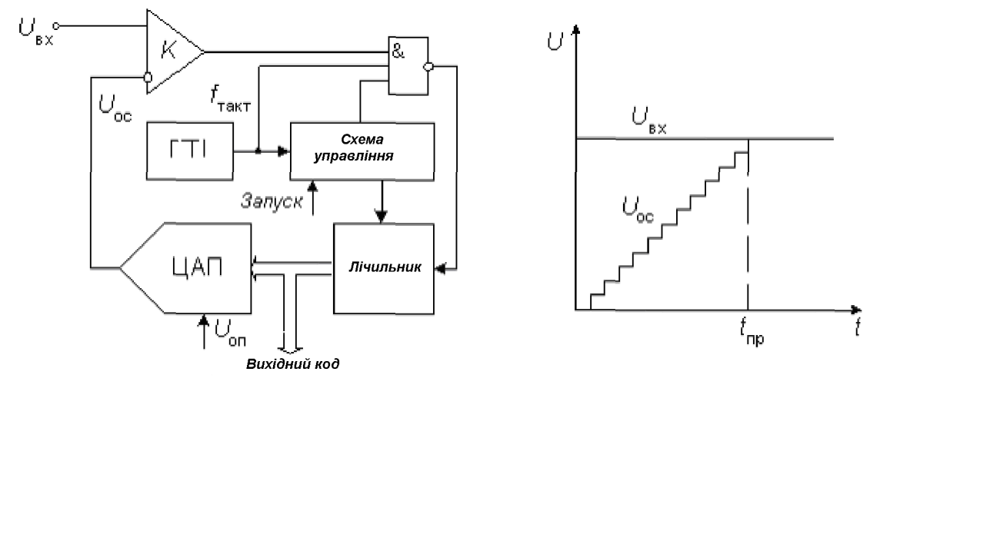 Uвх
K
&
Uос
fтакт
ГТІ
Схема
управління
Запуск
ЦАП
Лічильник
Uоп
Вихідний код
U
Uвх
Uос
tпр
t